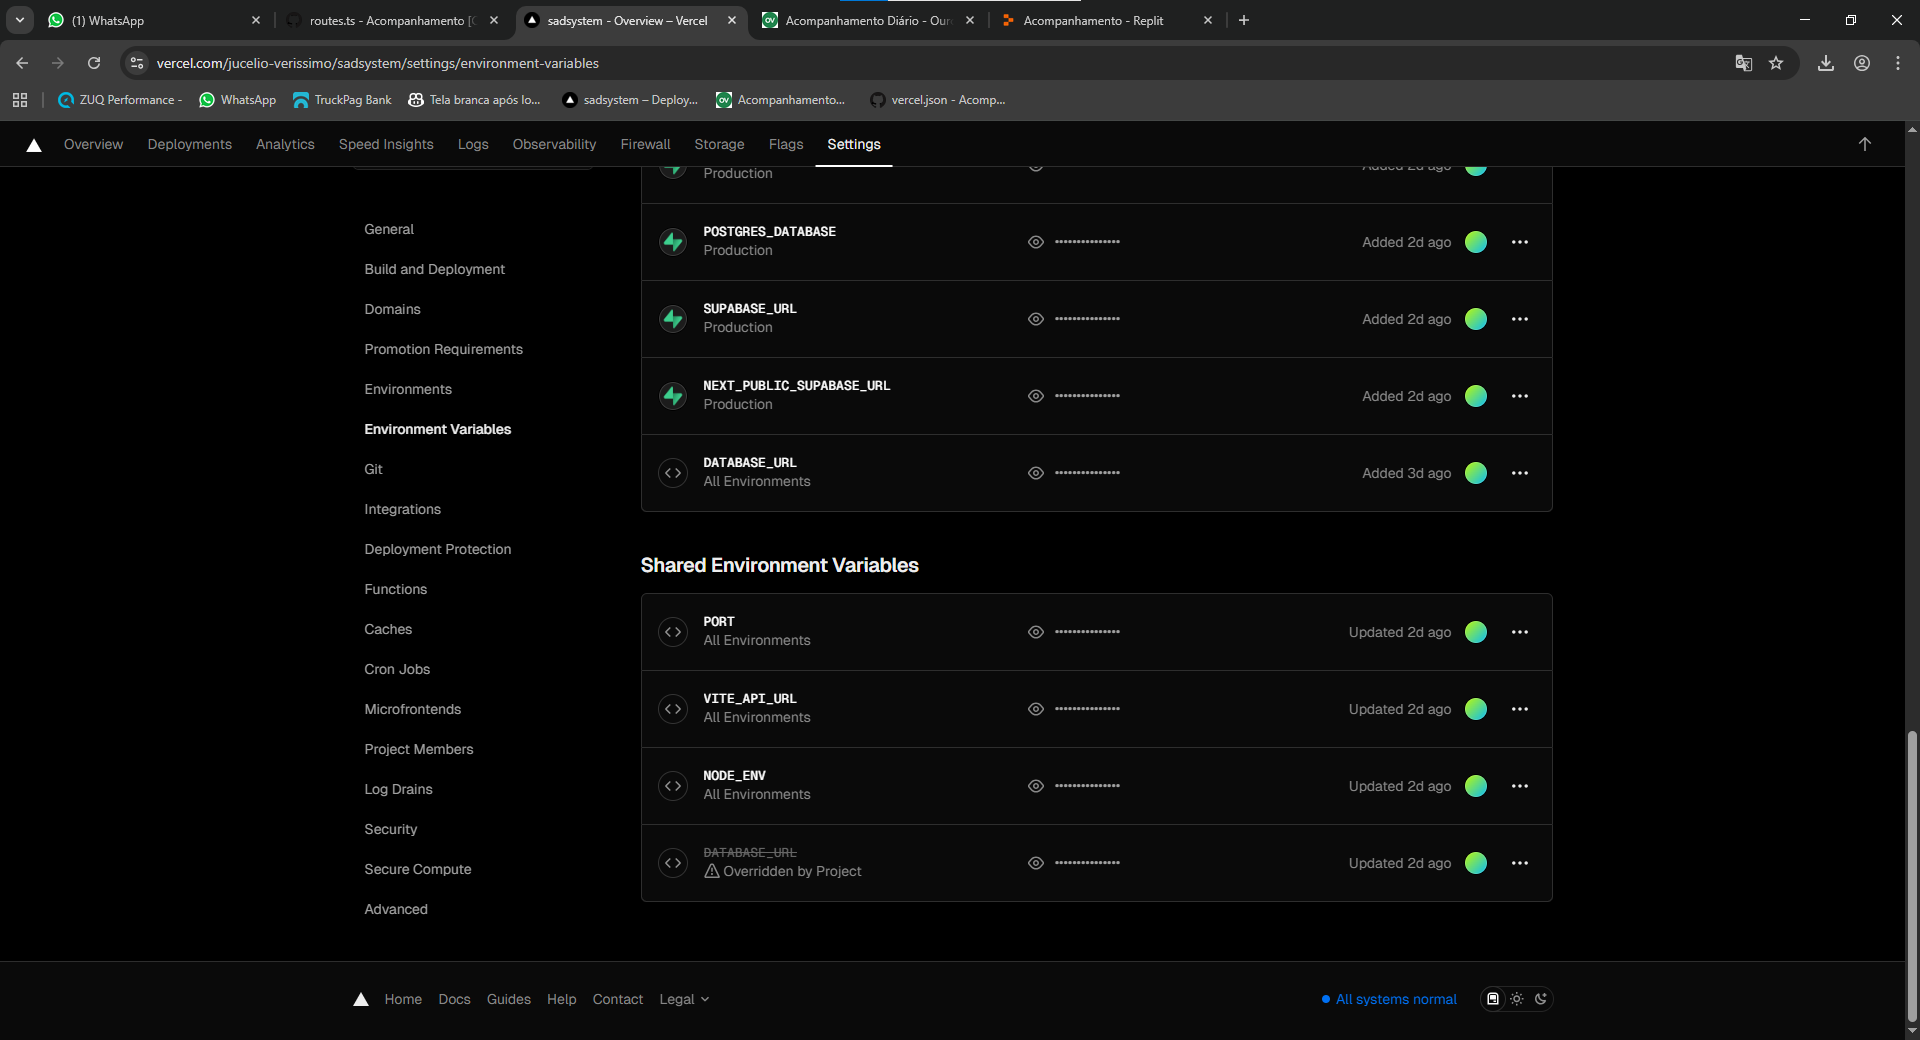 (1) WhatsApp
routes.ts - Acompanhamento [
sadsystem - Overview – Vercel
Acompanhamento Diário - Our
Acompanhamento - Replit
vercel.com/jucelio-verissimo/sadsystem/settings/environment-variables
ZUQ Performance -
WhatsApp
TruckPag Bank
Tela branca após lo...
sadsystem – Deploy...
Acompanhamento...
vercel.json - Acomp...
Overview
Deployments
Analytics
Speed Insights
Logs
Observability
Firewall
Storage
Flags
Settings
General
Build and Deployment
Domains
Promotion Requirements
Environments
Environment Variables
Git
Integrations
Deployment Protection
Functions
Caches
Cron Jobs
Microfrontends
Project Members
Log Drains
Security
Secure Compute
Advanced
Production
Added 2d ago
POSTGRES_DATABASE
Production
•••••••••••••••
Added 2d ago
SUPABASE_URL
Production
•••••••••••••••
Added 2d ago
NEXT_PUBLIC_SUPABASE_URL
Production
•••••••••••••••
Added 2d ago
DATABASE_URL
All Environments
•••••••••••••••
Added 3d ago
Shared Environment Variables
PORT
All Environments
•••••••••••••••
Updated 2d ago
VITE_API_URL
All Environments
•••••••••••••••
Updated 2d ago
NODE_ENV
All Environments
•••••••••••••••
Updated 2d ago
DATABASE_URL
Overridden by Project
•••••••••••••••
Updated 2d ago
Home
Docs
Guides
Help
Contact
Legal
All systems normal